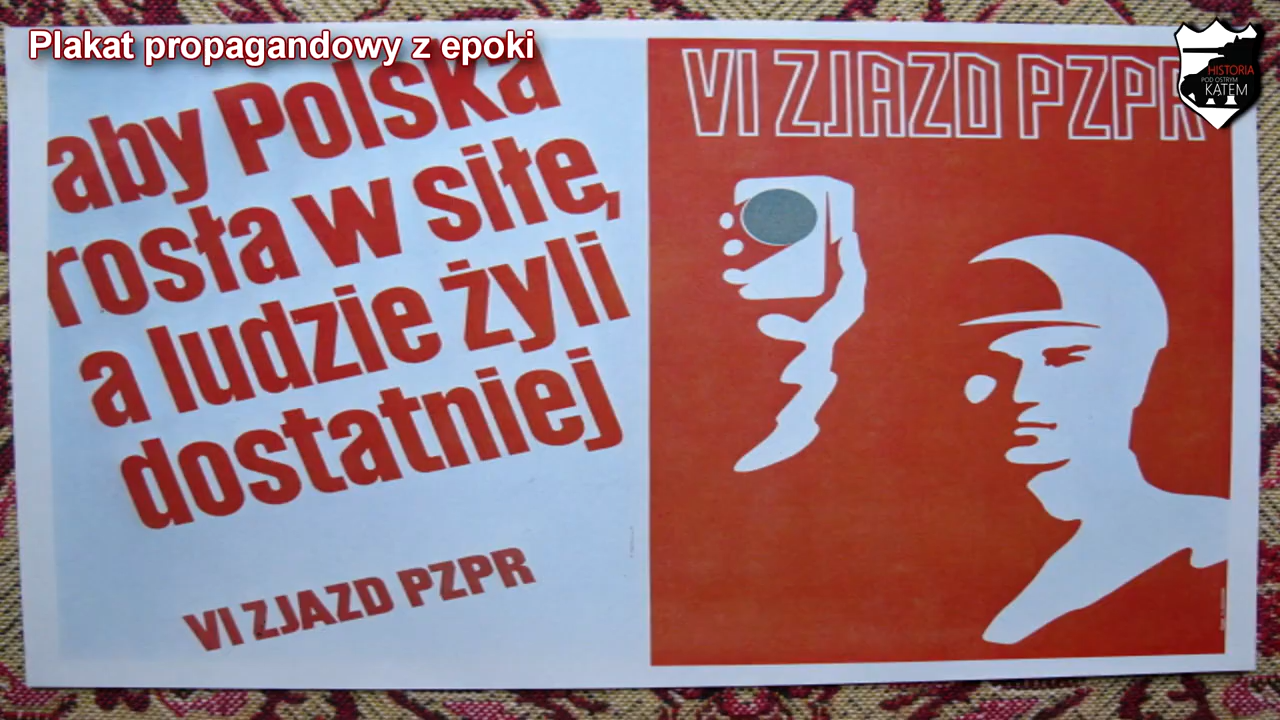 Plakat propagandowy z epoki
aby Polska
rosła w siłę,
a ludzie żyli
dostatniej
VI ZJAZD PZPR
VI ZJAZD PZPR
HISTORIA
POD OSTRYM
KĄTEM